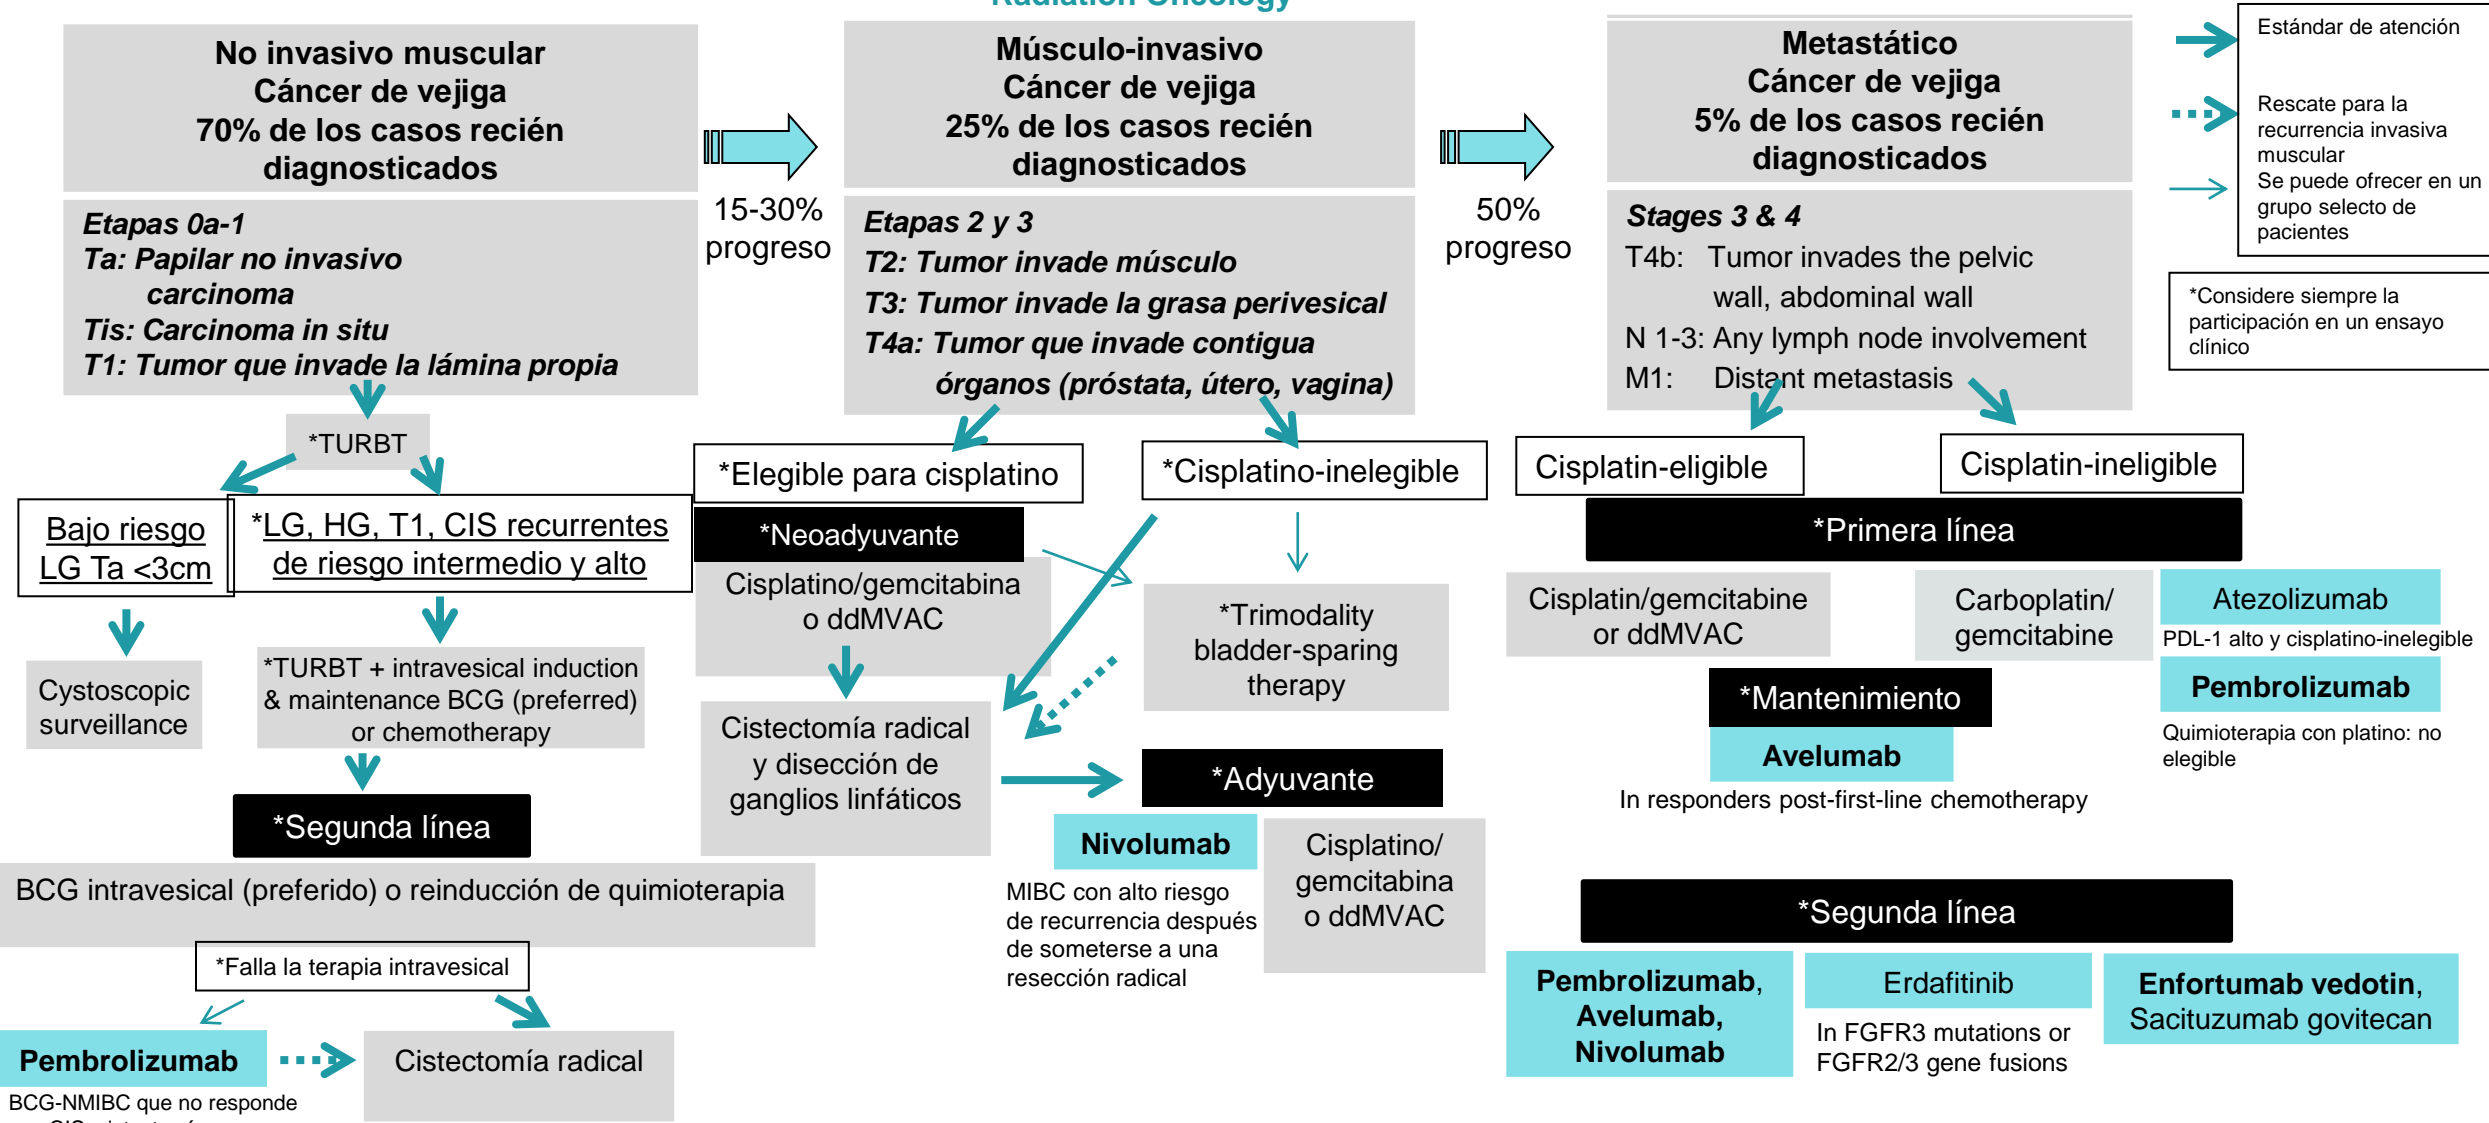 Radiation Oncology
No invasivo muscular
Cáncer de vejiga
70% de los casos recién
diagnosticados
Etapas 0a-1
Ta: Papilar no invasivo
carcinoma
Tis: Carcinoma in situ
T1: Tumor que invade la lámina propia
15-30%
progreso
Músculo-invasivo
Cáncer de vejiga
25% de los casos recién
diagnosticados
Etapas 2 y 3
T2: Tumor invade músculo
T3: Tumor invade la grasa perivesical
T4a: Tumor que invade contigua
órganos (próstata, útero, vagina)
50%
progreso
Metastático
Cáncer de vejiga
5% de los casos recién
diagnosticados
Stages 3 & 4
T4b: Tumor invades the pelvic
wall, abdominal wall
N 1-3: Any lymph node involvement
M1: Distant metastasis
Estándar de atención
Rescate para la
recurrencia invasiva
muscular
Se puede ofrecer en un
grupo selecto de
pacientes
*Considere siempre la
participación en un ensayo
clínico
*TURBT
Bajo riesgo
LG Ta <3cm
*LG, HG, T1, CIS recurrentes
de riesgo intermedio y alto
Cystoscopic
surveillance
*TURBT + intravesical induction
& maintenance BCG (preferred)
or chemotherapy
*Segunda línea
BCG intravesical (preferido) o reinducción de quimioterapia
*Falla la terapia intravesical
Pembrolizumab
BCG-NMIBC que no responde
Cistectomía radical
*Elegible para cisplatino
*Neoadyuvante
Cisplatino/gemcitabina
o ddMVAC
Cistectomía radical
y disección de
ganglios linfáticos
*Cisplatino-inelegible
*Trimodality
bladder-sparing
therapy
*Adyuvante
Nivolumab
MIBC con alto riesgo
de recurrencia después
de someterse a una
resección radical
Cisplatino/
gemcitabina
o ddMVAC
Cisplatin-eligible
Cisplatin-ineligible
*Primera línea
Cisplatin/gemcitabine
or ddMVAC
Carboplatin/
gemcitabine
Atezolizumab
PDL-1 alto y cisplatino-inelegible
Pembrolizumab
Quimioterapia con platino: no
elegible
*Mantenimiento
Avelumab
In responders post-first-line chemotherapy
*Segunda línea
Pembrolizumab,
Avelumab,
Nivolumab
Erdafitinib
In FGFR3 mutations or
FGFR2/3 gene fusions
Enfortumab vedotin,
Sacituzumab govitecan